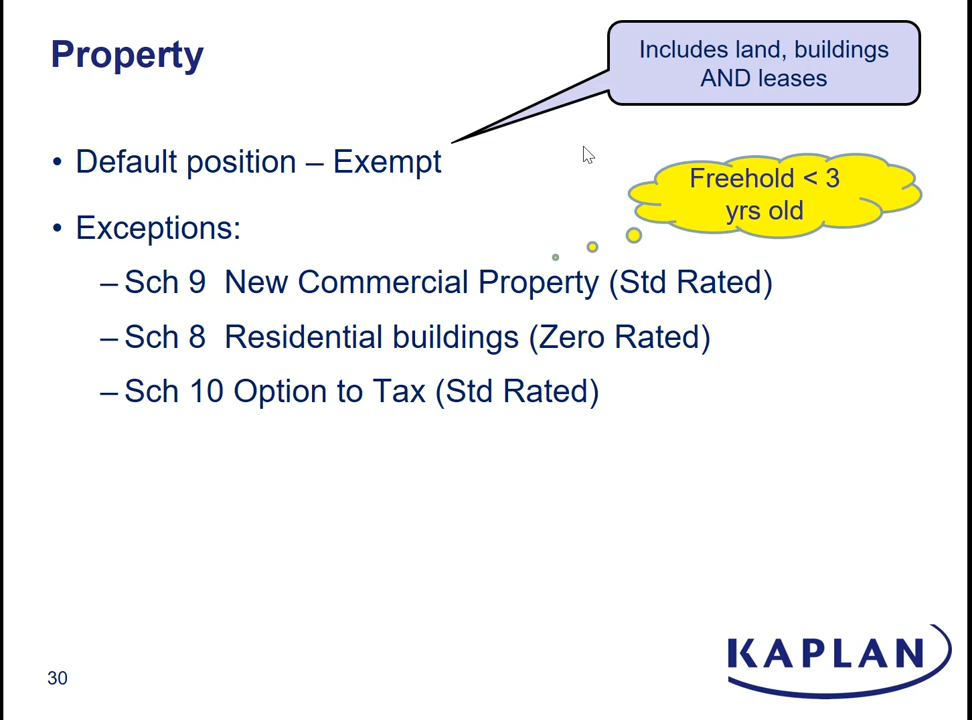 Property
Includes land, buildings
AND leases
• Default position – Exempt
Freehold < 3
yrs old
• Exceptions:
– Sch 9 New Commercial Property (Std Rated)
– Sch 8 Residential buildings (Zero Rated)
– Sch 10 Option to Tax (Std Rated)
30
KAPLAN